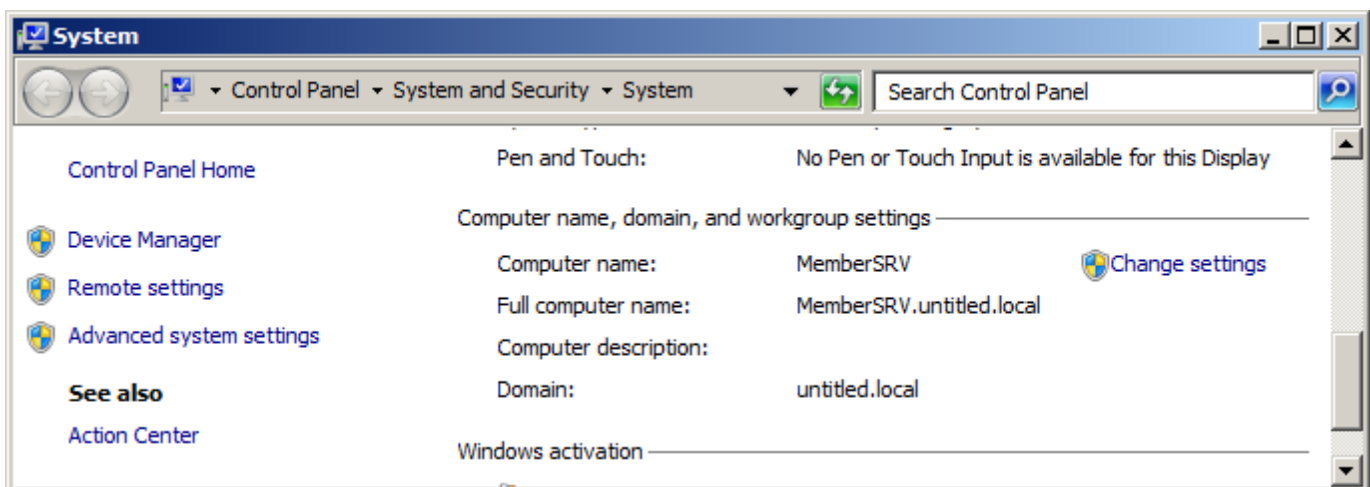 System
Control Panel System and Security System
Search Control Panel
Control Panel Home
Device Manager
Remote settings
Advanced system settings
See also
Action Center
Pen and Touch: No Pen or Touch Input is available for this Display
Computer name, domain, and workgroup settings
Computer name: MemberSRV Change settings
Full computer name: MemberSRV.untitled.local
Computer description:
Domain: untitled.local
Windows activation